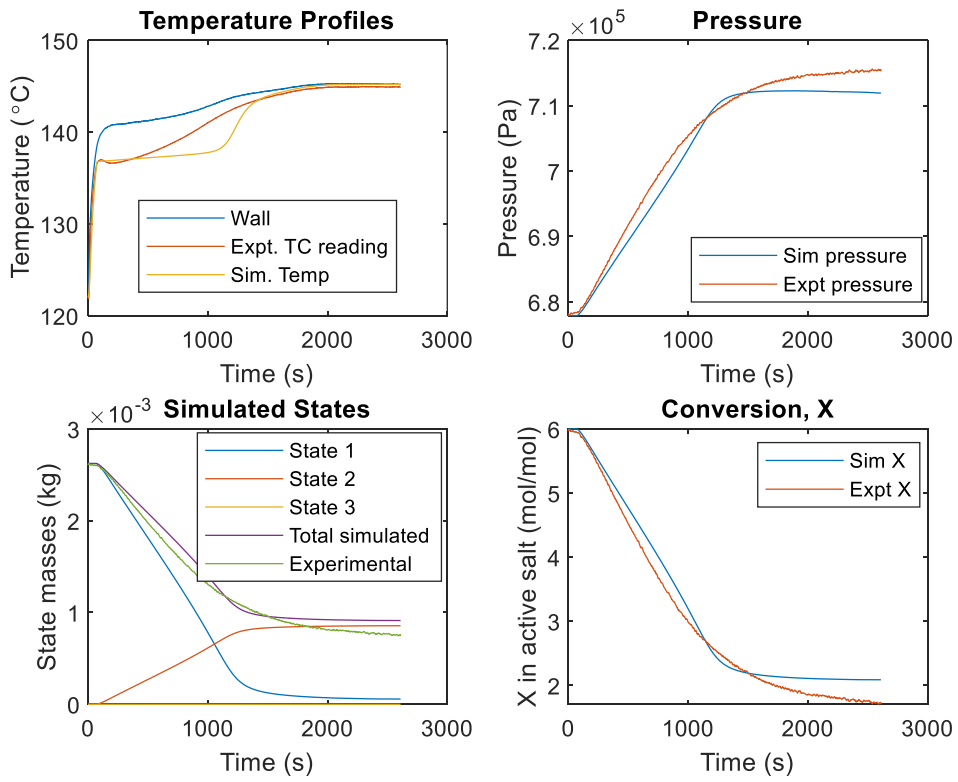 Temperature Profiles
150
140
130
120
Temperature (°C)
Wall
Expt. TC reading
Sim. Temp
0 1000 2000 3000
Time (s)
Pressure
× 10⁵
7.2
7.1
7
6.9
6.8
Pressure (Pa)
Sim pressure
Expt pressure
0 1000 2000 3000
Time (s)
Simulated States
× 10⁻³
3
2
1
0
State masses (kg)
State 1
State 2
State 3
Total simulated
Experimental
0 1000 2000 3000
Time (s)
Conversion, X
6
5
4
3
2
X in active salt (mol/mol)
Sim X
Expt X
0 1000 2000 3000
Time (s)